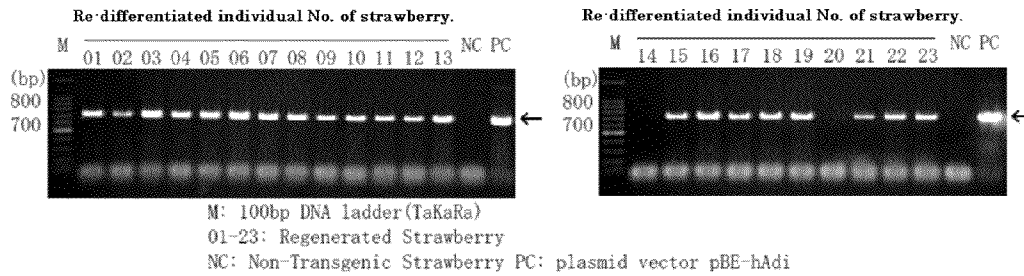 Re-differentiated individual No. of strawberry.
M 01 02 03 04 05 06 07 08 09 10 11 12 13 NC PC
(bp)
800
700
←
Re-differentiated individual No. of strawberry.
M 14 15 16 17 18 19 20 21 22 23 NC PC
(bp)
800
700
←
M: 100bp DNA ladder(TaKaRa)
01-23: Regenerated Strawberry
NC: Non-Transgenic Strawberry PC: plasmid vector pBE-hAdi